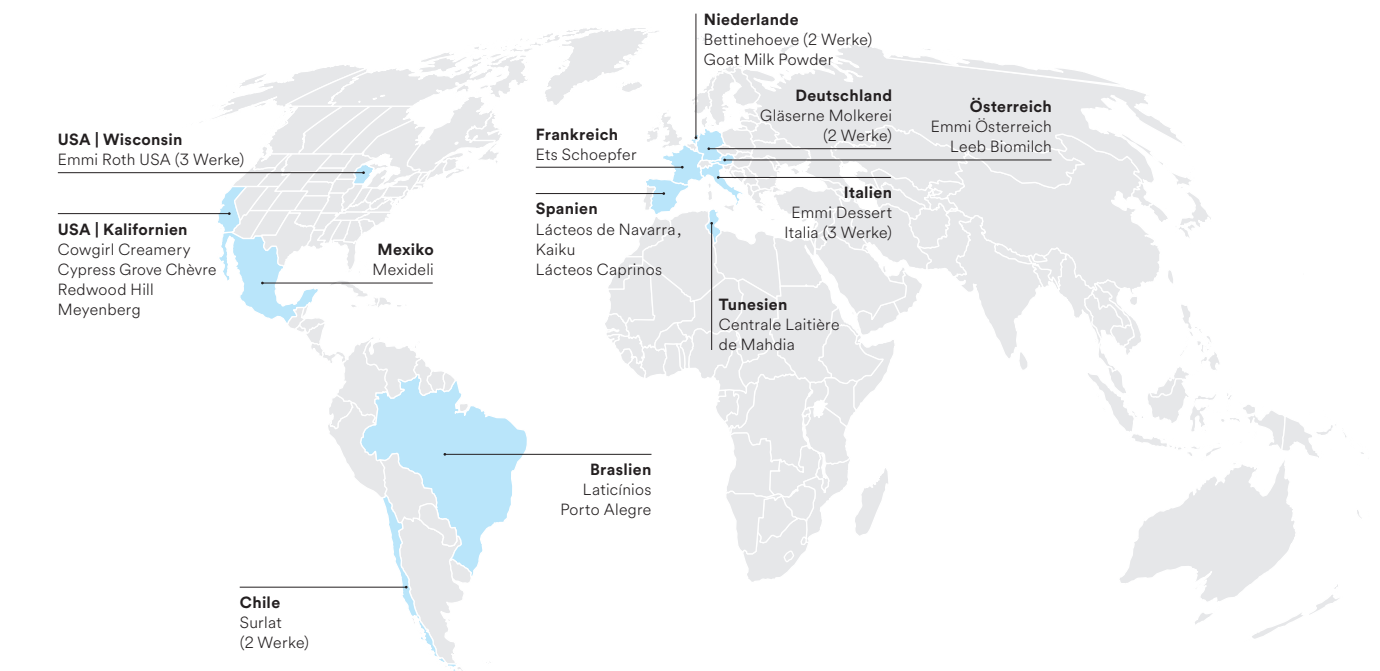 Niederlande
Bettinehoeve (2 Werke)
Goat Milk Powder
Deutschland
Gläserne Molkerei
(2 Werke)
Österreich
Emmi Österreich
Leeb Biomilch
USA | Wisconsin
Emmi Roth USA (3 Werke)
Frankreich
Ets Schoepfer
Italien
Emmi Dessert
Italia (3 Werke)
Spanien
Lácteos de Navarra,
Kaiku
Lácteos Caprinos
USA | Kalifornien
Cowgirl Creamery
Cypress Grove Chèvre
Redwood Hill
Meyenberg
Mexiko
Mexideli
Tunesien
Centrale Laitière
de Mahdia
Braslien
Laticínios
Porto Alegre
Chile
Surlat
(2 Werke)